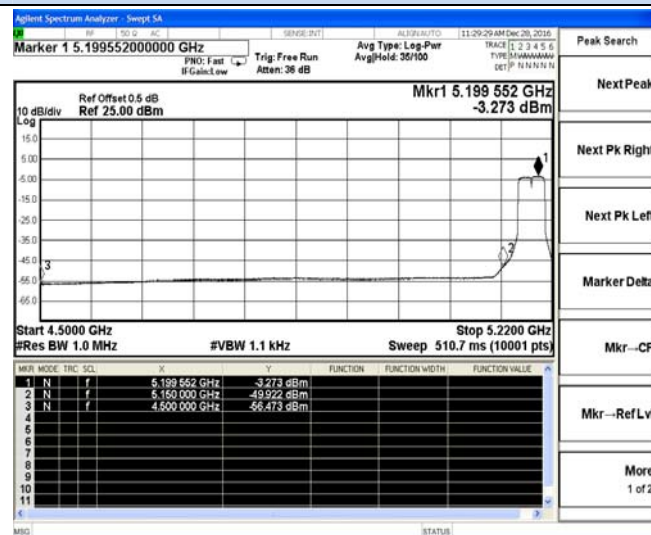 Agilent Spectrum Analyzer - Swept SA
RF 50 Ω AC SENSE:INT ALIGN AUTO 11:29:29 AM Dec 28, 2016
Marker 1 5.199552000000 GHz
PNO: Fast
IFGain:Low
Trig: Free Run
Atten: 36 dB
Avg Type: Log-Pwr
Avg|Hold: 35/100
TRACE 1 2 3 4 5 6
TYPE
DET P N N N N N
Peak Search
Next Peak
Next Pk Right
Next Pk Left
Marker Delta
Mkr→CF
Mkr→Ref Lvl
More
1 of 2
Ref Offset 0.5 dB
10 dB/div Ref 25.00 dBm
Log
Mkr1 5.199 552 GHz
-3.273 dBm
15.0
5.00
-5.00
-15.0
-25.0
-35.0
-45.0
-55.0
-65.0
1
2
3
Start 4.5000 GHz Stop 5.2200 GHz
#Res BW 1.0 MHz #VBW 1.1 kHz Sweep 510.7 ms (10001 pts)
MKR MODE TRC SCL X Y FUNCTION FUNCTION WIDTH FUNCTION VALUE
1 N f 5.199 552 GHz -3.273 dBm
2 N f 5.150 000 GHz -49.922 dBm
3 N f 4.500 000 GHz -56.473 dBm
4
5
6
7
8
9
10
11
MSG STATUS